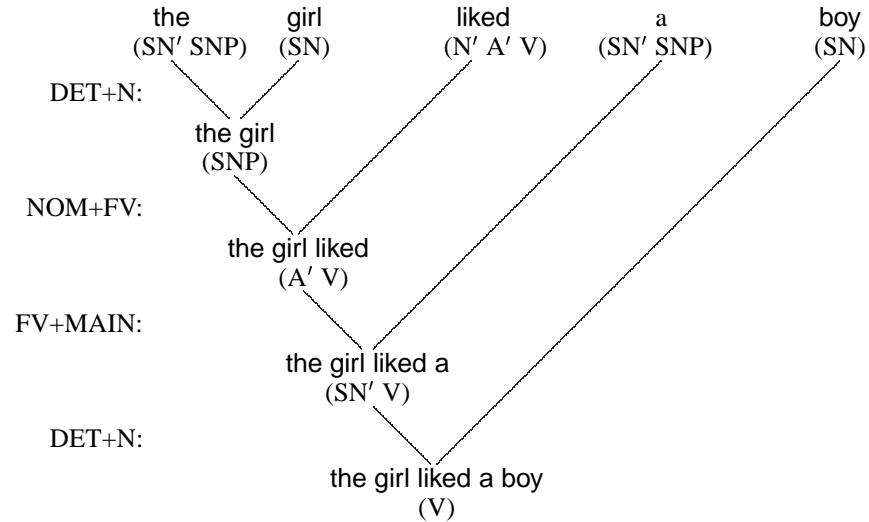 the girl liked a boy
(SN′ SNP) (SN) (N′ A′ V) (SN′ SNP) (SN)
DET+N:
the girl
(SNP)
NOM+FV:
the girl liked
(A′ V)
FV+MAIN:
the girl liked a
(SN′ V)
DET+N:
the girl liked a boy
(V)